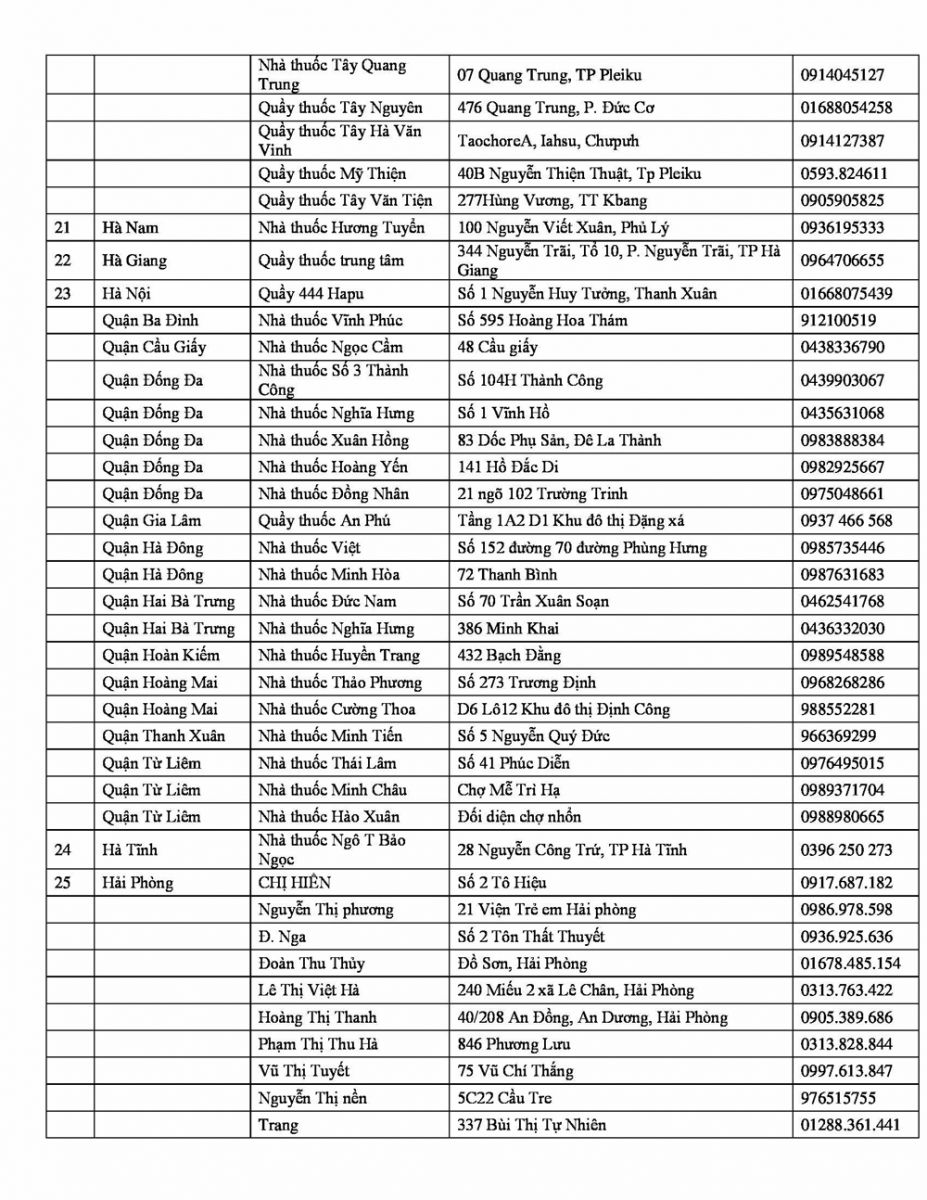 Nhà thuốc Tây Quang
Trung 07 Quang Trung, TP Pleiku 0914045127
Quầy thuốc Tây Nguyên 476 Quang Trung, P. Đức Cơ 01688054258
Quầy thuốc Tây Hà Văn
Vinh TaochoreA, Iahsu, Chưpưh 0914127387
Quầy thuốc Mỹ Thiện 40B Nguyễn Thiện Thuật, Tp Pleiku 0593.824611
Quầy thuốc Tây Văn Tiện 277Hùng Vương, TT Kbang 0905905825
21 Hà Nam Nhà thuốc Hương Tuyển 100 Nguyễn Viết Xuân, Phủ Lý 0936195333
22 Hà Giang Quầy thuốc trung tâm 344 Nguyễn Trãi, Tổ 10, P. Nguyễn Trãi, TP Hà
Giang 0964706655
23 Hà Nội Quầy 444 Hapu Số 1 Nguyễn Huy Tưởng, Thanh Xuân 01668075439
Quận Ba Đình Nhà thuốc Vĩnh Phúc Số 595 Hoàng Hoa Thám 912100519
Quận Cầu Giấy Nhà thuốc Ngọc Cầm 48 Cầu giấy 0438336790
Quận Đống Đa Nhà thuốc Số 3 Thành
Công Số 104H Thành Công 0439903067
Quận Đống Đa Nhà thuốc Nghĩa Hưng Số 1 Vĩnh Hồ 0435631068
Quận Đống Đa Nhà thuốc Xuân Hồng 83 Dốc Phụ Sản, Đê La Thành 0983888384
Quận Đống Đa Nhà thuốc Hoàng Yến 141 Hồ Đắc Di 0982925667
Quận Đống Đa Nhà thuốc Đồng Nhân 21 ngõ 102 Trường Trinh 0975048661
Quận Gia Lâm Quầy thuốc An Phú Tầng 1A2 D1 Khu đô thị Đặng xá 0937 466 568
Quận Hà Đông Nhà thuốc Việt Số 152 đường 70 đường Phùng Hưng 0985735446
Quận Hà Đông Nhà thuốc Minh Hòa 72 Thanh Bình 0987631683
Quận Hai Bà Trưng Nhà thuốc Đức Nam Số 70 Trần Xuân Soạn 0462541768
Quận Hai Bà Trưng Nhà thuốc Nghĩa Hưng 386 Minh Khai 0436332030
Quận Hoàn Kiếm Nhà thuốc Huyền Trang 432 Bạch Đằng 0989548588
Quận Hoàng Mai Nhà thuốc Thảo Phương Số 273 Trương Định 0968268286
Quận Hoàng Mai Nhà thuốc Cường Thoa D6 Lô12 Khu đô thị Định Công 988552281
Quận Thanh Xuân Nhà thuốc Minh Tiến Số 5 Nguyễn Quý Đức 966369299
Quận Từ Liêm Nhà thuốc Thái Lâm Số 41 Phúc Diễn 0976495015
Quận Từ Liêm Nhà thuốc Minh Châu Chợ Mễ Trì Hạ 0989371704
Quận Từ Liêm Nhà thuốc Hào Xuân Đối diện chợ nhổn 0988980665
24 Hà Tĩnh Nhà thuốc Ngô T Bảo
Ngọc 28 Nguyễn Công Trứ, TP Hà Tĩnh 0396 250 273
25 Hải Phòng CHỊ HIÊN Số 2 Tô Hiệu 0917.687.182
Nguyễn Thị phương 21 Viện Trẻ em Hải phòng 0986.978.598
Đ. Nga Số 2 Tôn Thất Thuyết 0936.925.636
Đoàn Thu Thủy Đồ Sơn, Hải Phòng 01678.485.154
Lê Thị Việt Hà 240 Miếu 2 xã Lê Chân, Hải Phòng 0313.763.422
Hoàng Thị Thanh 40/208 An Đồng, An Dương, Hải Phòng 0905.389.686
Phạm Thị Thu Hà 846 Phương Lưu 0313.828.844
Vũ Thị Tuyết 75 Vũ Chí Thắng 0997.613.847
Nguyễn Thị nền 5C22 Cầu Tre 976515755
Trang 337 Bùi Thị Tự Nhiên 01288.361.441